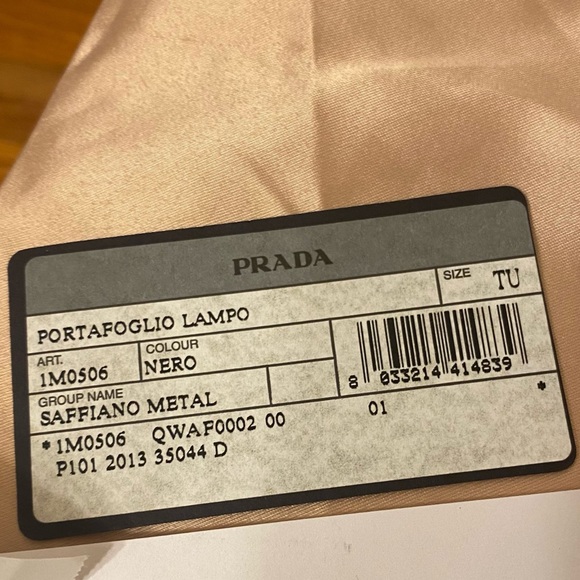 PRADA
PORTAFOGLIO LAMPO
SIZE TU
ART. 1M0506
COLOUR NERO
GROUP NAME
SAFFIANO METAL
8 033214 414839
*1M0506 QWAF0002 00 01 *
P101 2013 35044 D